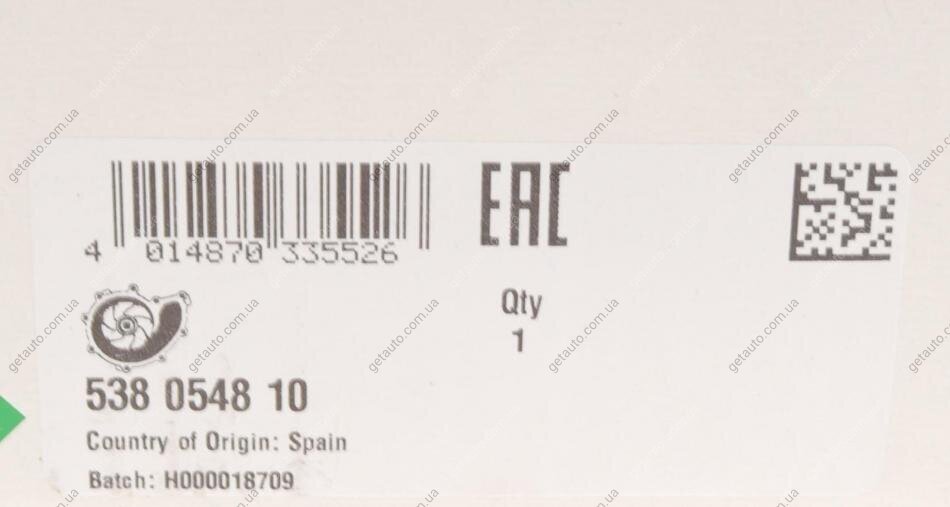 4 014870 335526
EAC
Qty
1
538 0548 10
Country of Origin: Spain
Batch: H000018709
getauto.com.ua